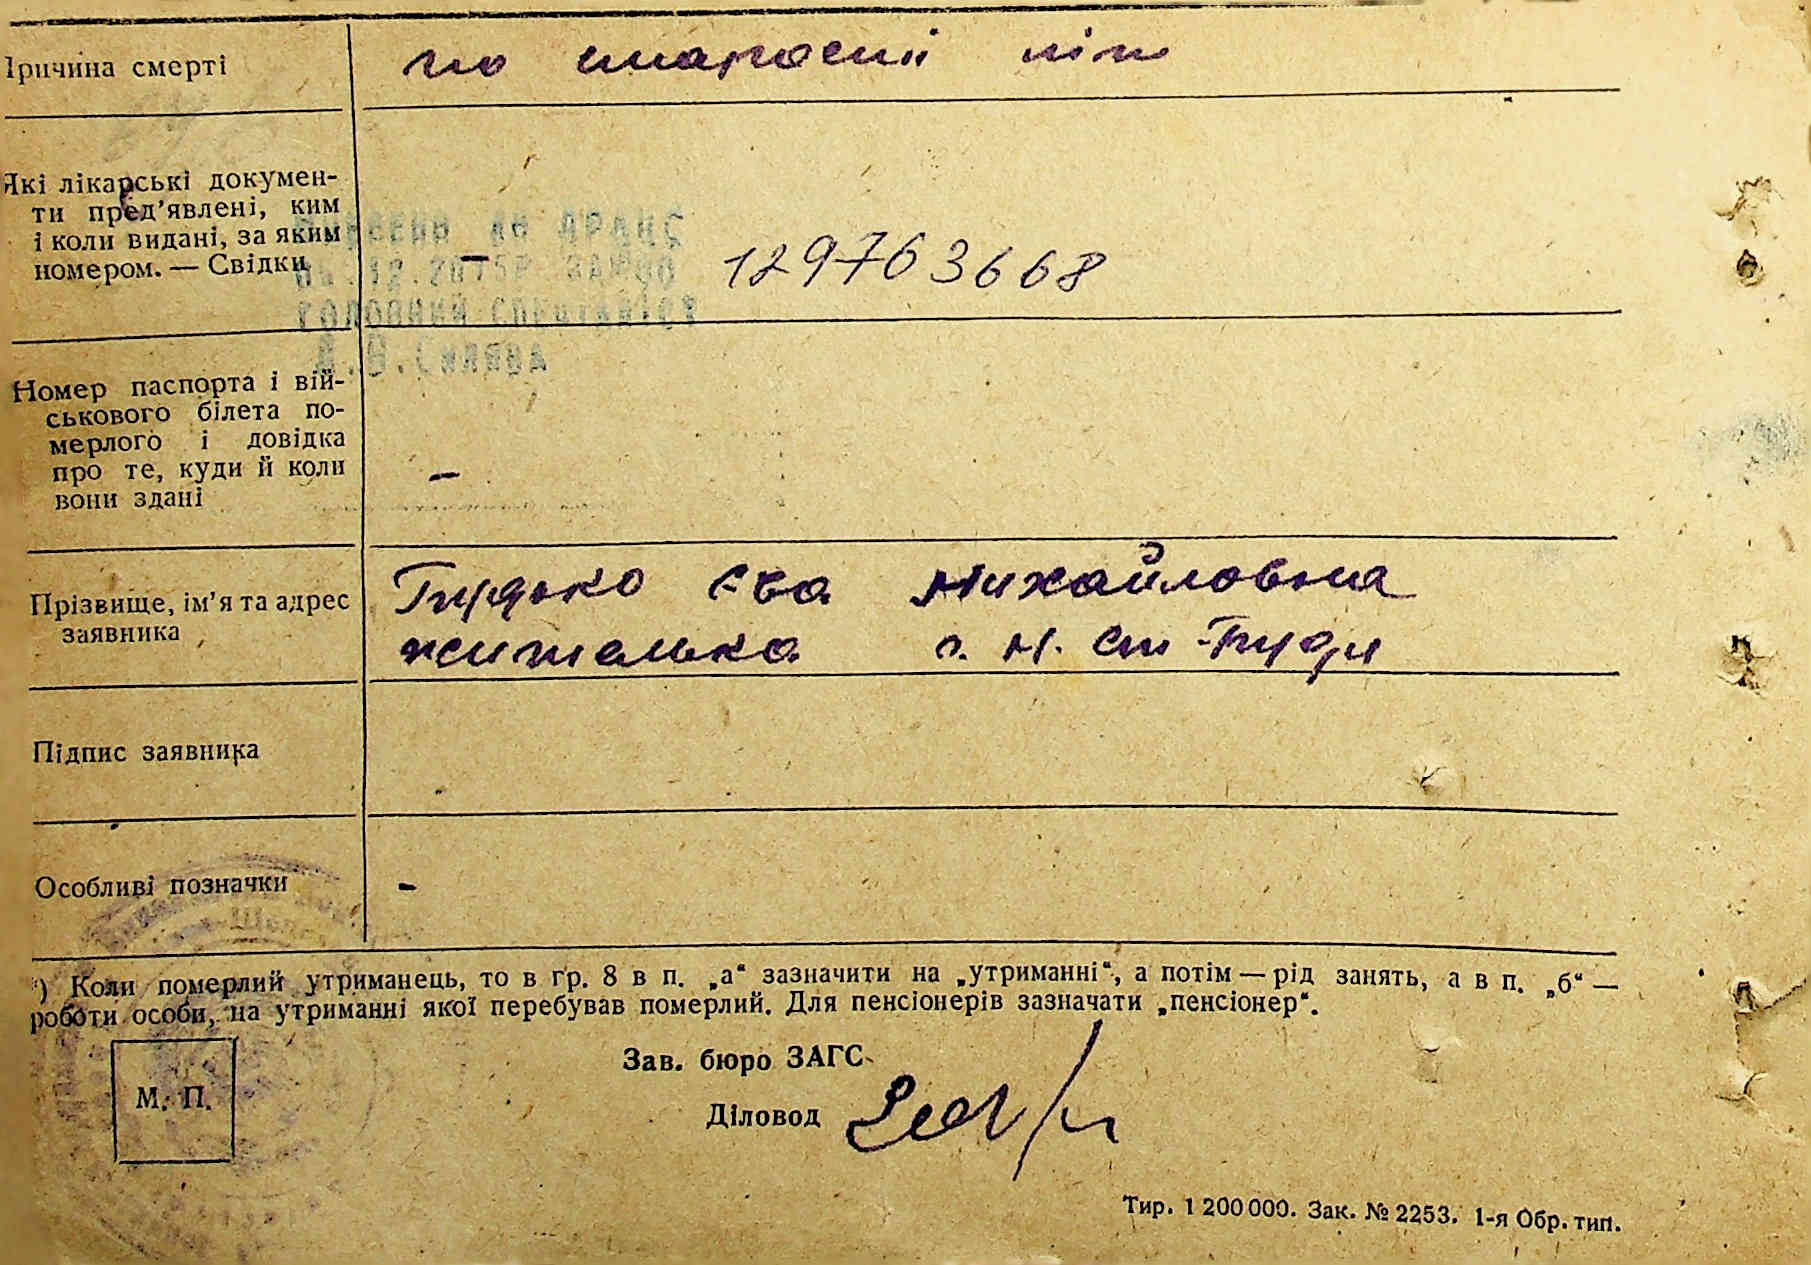 Причина смерті
по старости літ
Які лікарські докумен-
ти пред'явлені, ким
і коли видані, за яким
номером. — Свідки
—
129763668
до ДРАЦС
Номер паспорта і вій-
ськового білета по-
мерлого і довідка
про те, куди й коли
вони здані
—
Прізвище, ім'я та адрес
заявника
Гудько Єва Михайловна
жителька с. Н. Ст-Гуди
Підпис заявника
Особливі позначки
-
*) Коли померлий утриманець, то в гр. 8 в п. „а“ зазначити на „утриманні“, а потім — рід занять, а в п. „б“ —
роботи особи, на утриманні якої перебував померлий. Для пенсіонерів зазначати „пенсіонер“.
Зав. бюро ЗАГС
М. П.
Діловод
Тир. 1 200 000. Зак. № 2253. 1-я Обр. тип.